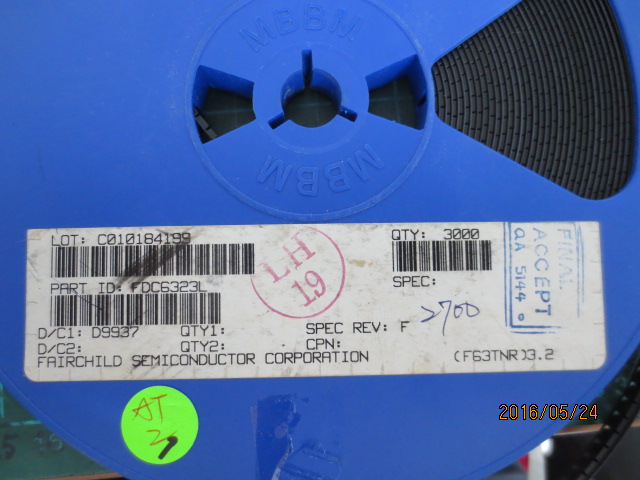 MBBM
MBBM
LOT: C010184199
QTY: 3000
PART ID: FDC6323L
SPEC:
LH
19
FINAL
ACCEPT
QA 5144
2700
D/C1: D9937 QTY1: SPEC REV: F
D/C2: QTY2: CPN:
FAIRCHILD SEMICONDUCTOR CORPORATION (F63TNR)3.2
AT
2016/05/24